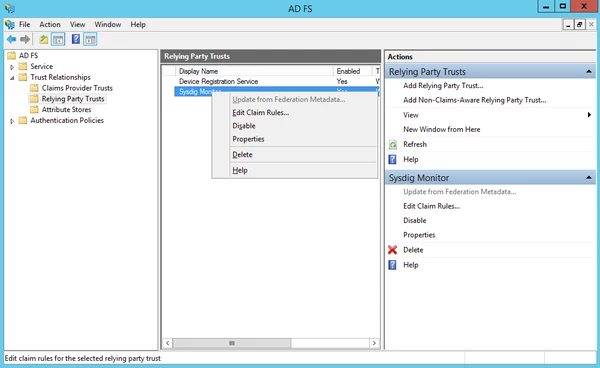 AD FS
File Action View Window Help
AD FS
Service
Trust Relationships
Claims Provider Trusts
Relying Party Trusts
Attribute Stores
Authentication Policies
Relying Party Trusts
Display Name Enabled T
Device Registration Service Yes
Sysdig
Update from Federation Metadata...
Edit Claim Rules...
Disable
Properties
Delete
Help
Actions
Relying Party Trusts
Add Relying Party Trust...
Add Non-Claims-Aware Relying Party Trust...
View
New Window from Here
Refresh
Help
Sysdig Monitor
Update from Federation Metadata...
Edit Claim Rules...
Disable
Properties
Delete
Help
Edit claim rules for the selected relying party trust